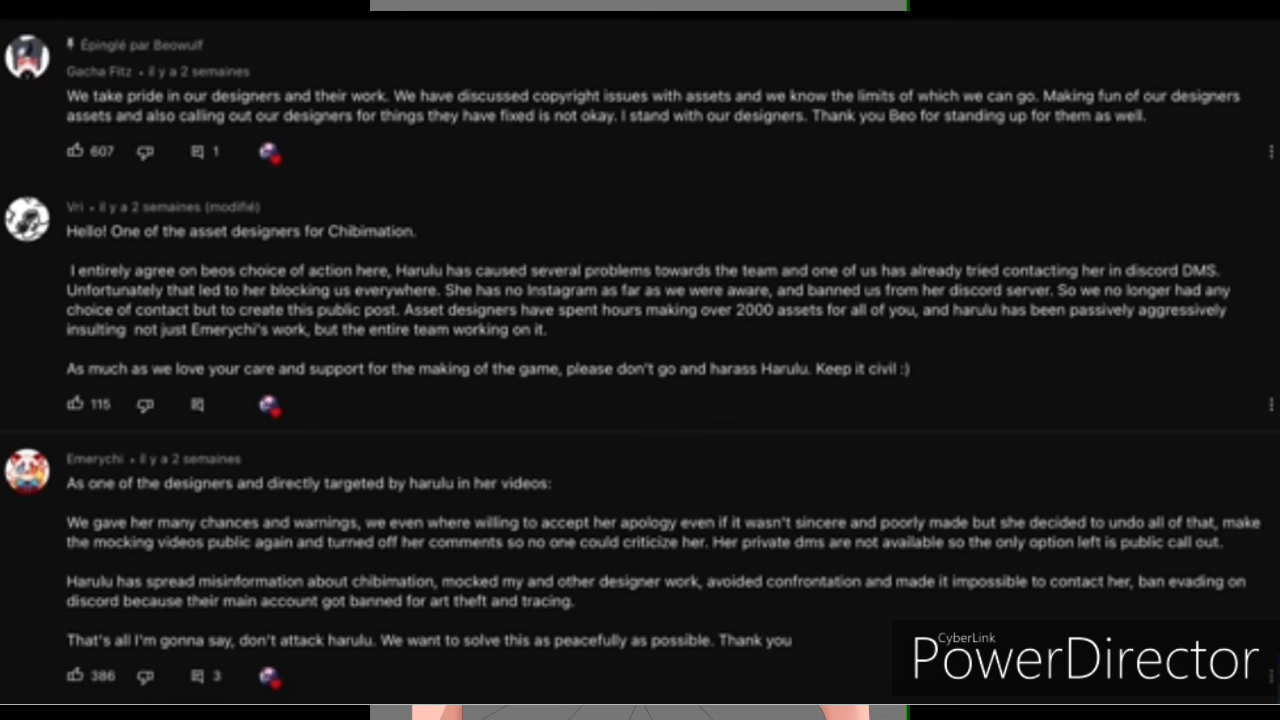 Épinglé par Beowulf
Gacha Fitz • il y a 2 semaines
We take pride in our designers and their work. We have discussed copyright issues with assets and we know the limits of which we can go. Making fun of our designers
assets and also calling out our designers for things they have fixed is not okay. I stand with our designers. Thank you Beo for standing up for them as well.
607 1
Vri • il y a 2 semaines (modifié)
Hello! One of the asset designers for Chibimation.
I entirely agree on beos choice of action here, Harulu has caused several problems towards the team and one of us has already tried contacting her in discord DMS.
Unfortunately that led to her blocking us everywhere. She has no Instagram as far as we were aware, and banned us from her discord server. So we no longer had any
choice of contact but to create this public post. Asset designers have spent hours making over 2000 assets for all of you, and harulu has been passively aggressively
insulting not just Emerychi's work, but the entire team working on it.
As much as we love your care and support for the making of the game, please don't go and harass Harulu. Keep it civil :)
115
Emerychi • il y a 2 semaines
As one of the designers and directly targeted by harulu in her videos:
We gave her many chances and warnings, we even where willing to accept her apology even if it wasn't sincere and poorly made but she decided to undo all of that, make
the mocking videos public again and turned off her comments so no one could criticize her. Her private dms are not available so the only option left is public call out.
Harulu has spread misinformation about chibimation, mocked my and other designer work, avoided confrontation and made it impossible to contact her, ban evading on
discord because their main account got banned for art theft and tracing.
That's all I'm gonna say, don't attack harulu. We want to solve this as peacefully as possible. Thank you
386 3
CyberLink
PowerDirector